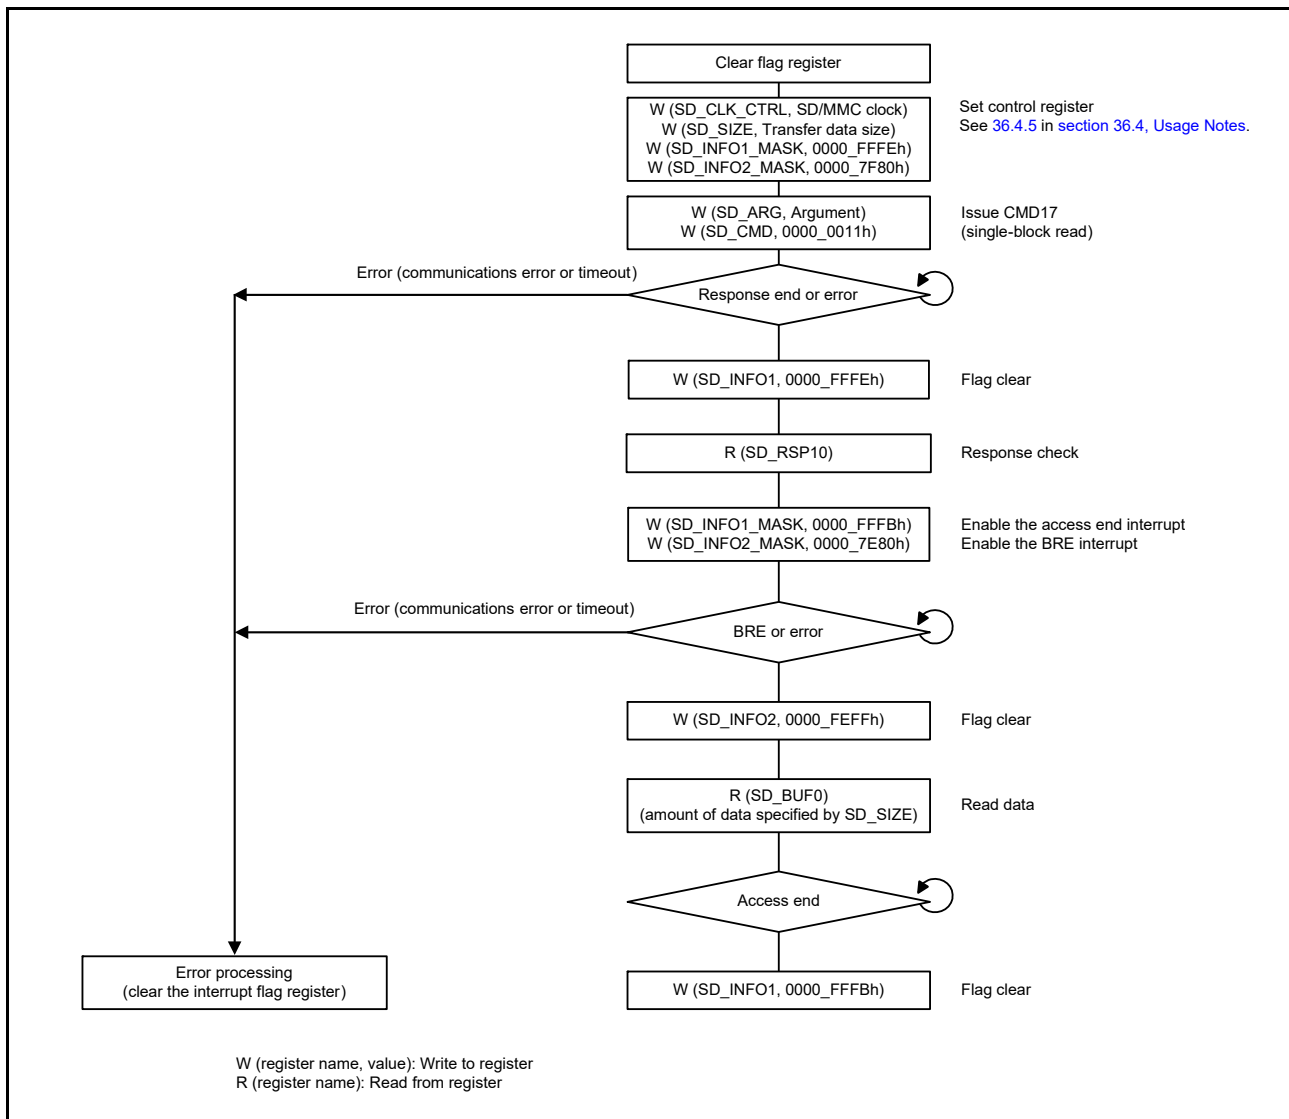 Clear flag register
W (SD_CLK_CTRL, SD/MMC clock)
W (SD_SIZE, Transfer data size)
W (SD_INFO1_MASK, 0000_FFFEh)
W (SD_INFO2_MASK, 0000_7F80h)
Set control register
See 36.4.5 in section 36.4, Usage Notes.
W (SD_ARG, Argument)
W (SD_CMD, 0000_0011h)
Issue CMD17
(single-block read)
Error (communications error or timeout)
Response end or error
W (SD_INFO1, 0000_FFFEh)
Flag clear
R (SD_RSP10)
Response check
W (SD_INFO1_MASK, 0000_FFFBh)
W (SD_INFO2_MASK, 0000_7E80h)
Enable the access end interrupt
Enable the BRE interrupt
Error (communications error or timeout)
BRE or error
W (SD_INFO2, 0000_FEFFh)
Flag clear
R (SD_BUF0)
(amount of data specified by SD_SIZE)
Read data
Access end
Error processing
(clear the interrupt flag register)
W (SD_INFO1, 0000_FFFBh)
Flag clear
W (register name, value): Write to register
R (register name): Read from register